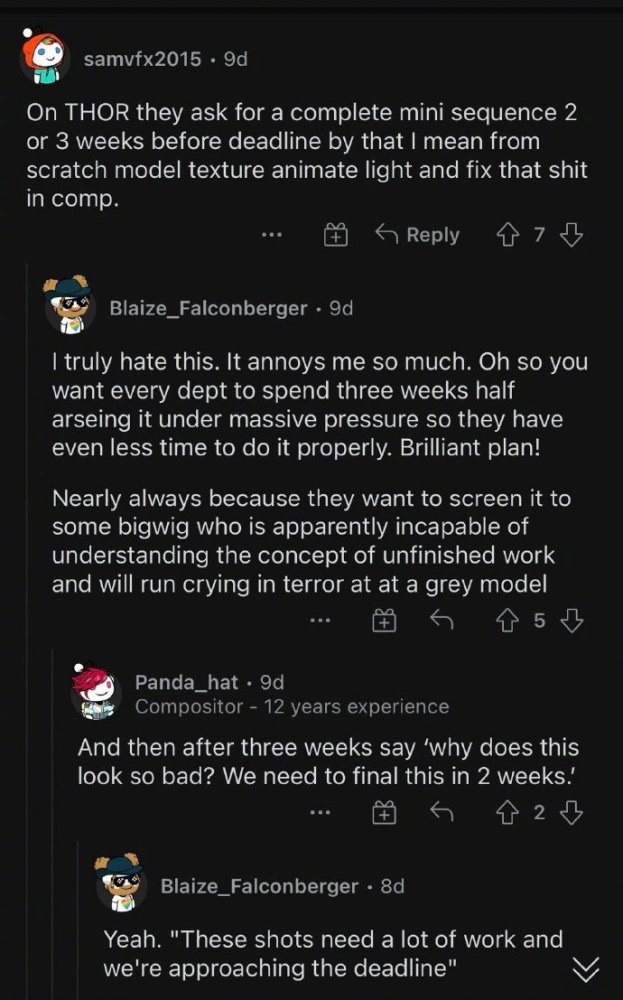 samvfx2015 • 9d
On THOR they ask for a complete mini sequence 2
or 3 weeks before deadline by that I mean from
scratch model texture animate light and fix that shit
in comp.
Reply 7
Blaize_Falconberger • 9d
I truly hate this. It annoys me so much. Oh so you
want every dept to spend three weeks half
arseing it under massive pressure so they have
even less time to do it properly. Brilliant plan!
Nearly always because they want to screen it to
some bigwig who is apparently incapable of
understanding the concept of unfinished work
and will run crying in terror at at a grey model
5
Panda_hat • 9d
Compositor - 12 years experience
And then after three weeks say ‘why does this
look so bad? We need to final this in 2 weeks.’
2
Blaize_Falconberger • 8d
Yeah. "These shots need a lot of work and
we're approaching the deadline"